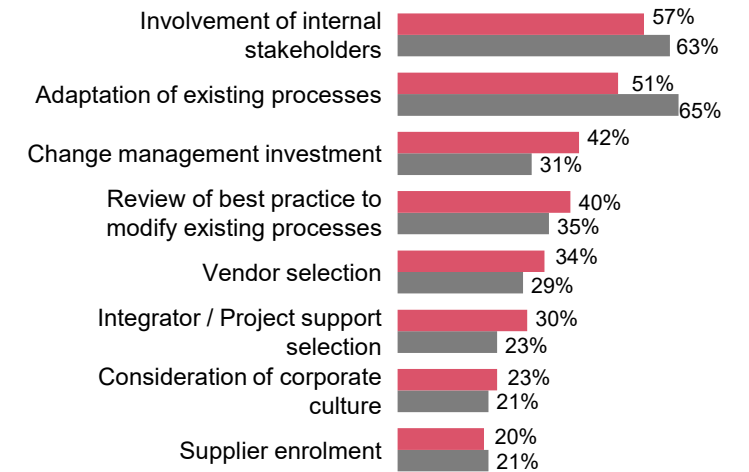 Involvement of internal
stakeholders
57%
63%
Adaptation of existing processes
51%
65%
Change management investment
42%
31%
Review of best practice to
modify existing processes
40%
35%
Vendor selection
34%
29%
Integrator / Project support
selection
30%
23%
Consideration of corporate
culture
23%
21%
Supplier enrolment
20%
21%